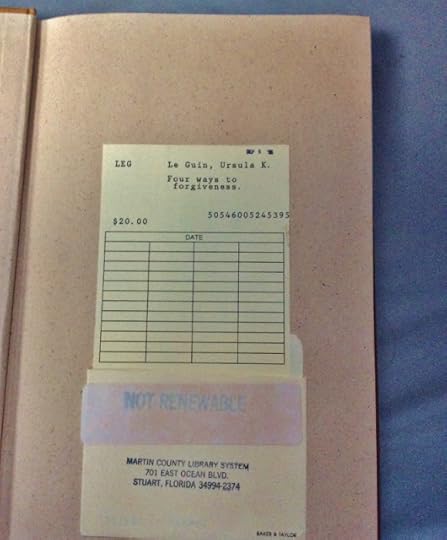 LEG Le Guin, Ursula K.
Four ways to
forgiveness.
50546005245395
$20.00
DATE
NOT RENEWABLE
MARTIN COUNTY LIBRARY SYSTEM
701 EAST OCEAN BLVD.
STUART, FLORIDA 34994-2374
BAKER & TAYLOR